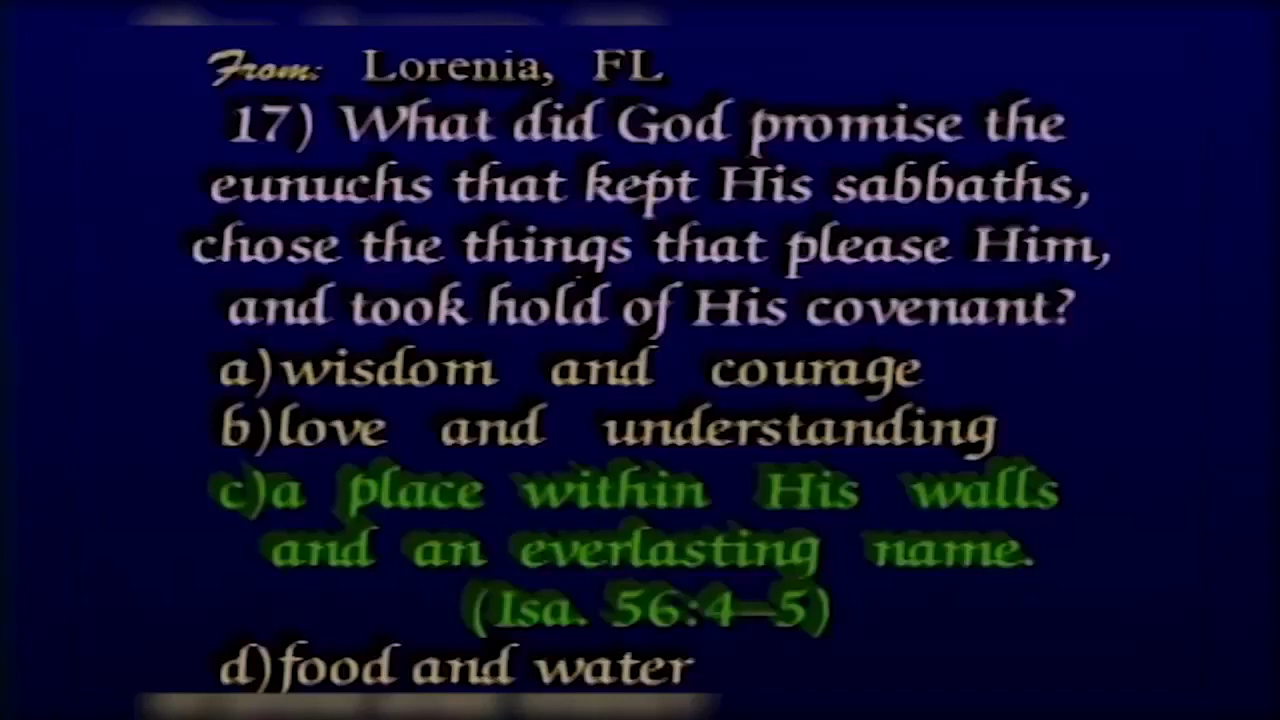 From: Lorenia, FL
17) What did God promise the
eunuchs that kept His sabbaths,
chose the things that please Him,
and took hold of His covenant?
a)wisdom and courage
b)love and understanding
c)a place within His walls
and an everlasting name.
(Isa. 56:4–5)
d)food and water